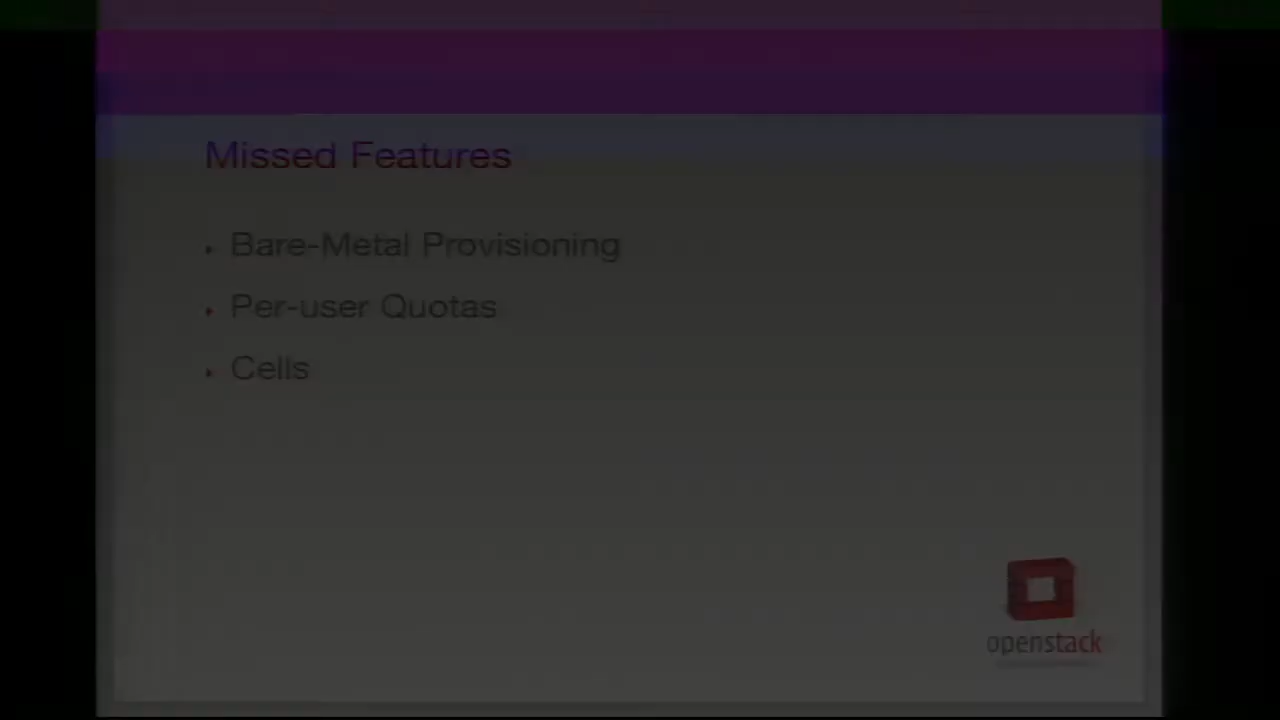 Missed Features
Bare-Metal Provisioning
Per-user Quotas
Cells
openstack